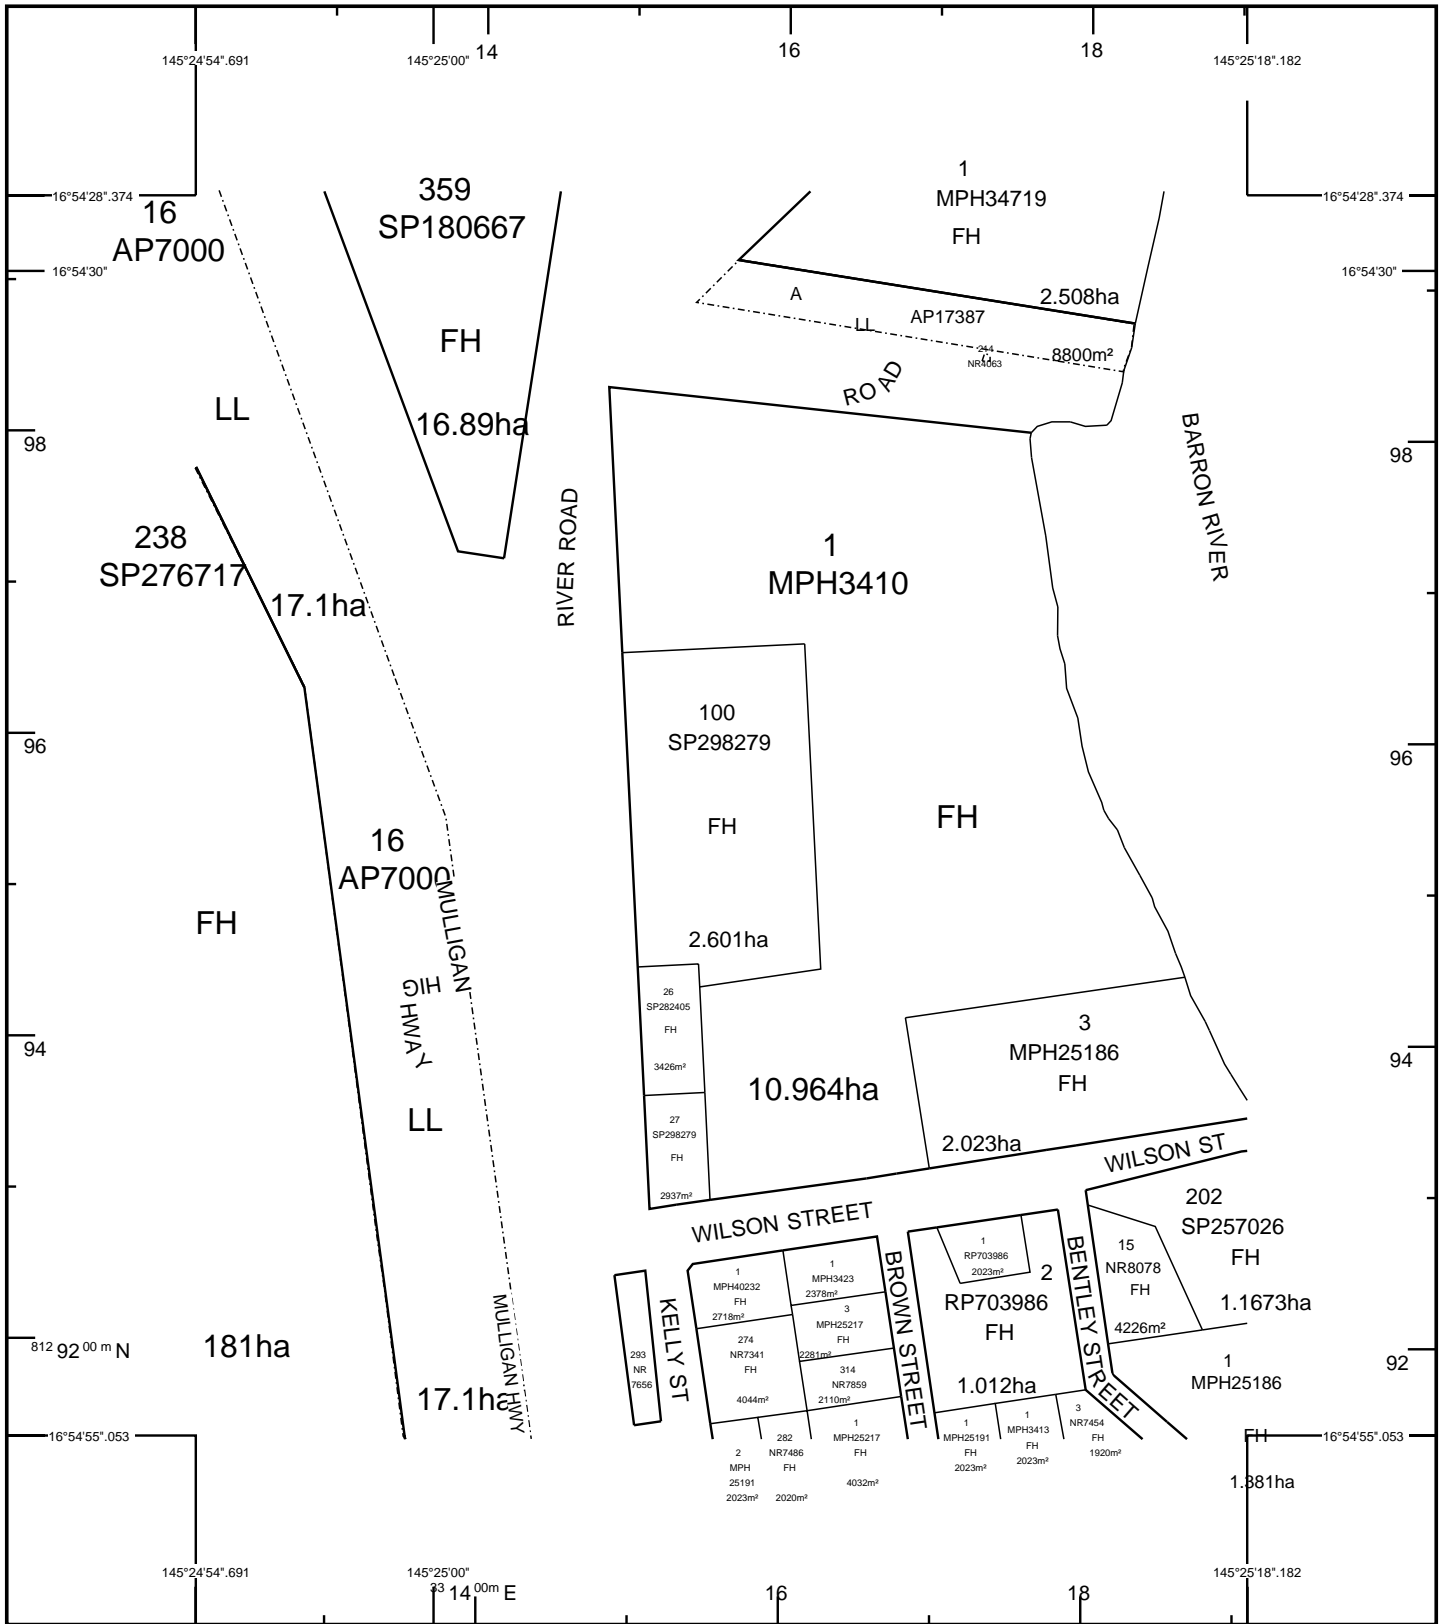 14
16
18
145°24'54".691
145°25'00"
145°25'18".182
16°54'28".374
16°54'28".374
16
AP7000
359
SP180667
1
MPH34719
FH
16°54'30"
16°54'30"
A
2.508ha
LL
AP17387
FH
214
NR4063
8800m²
ROAD
LL
16.89ha
98
98
BARRON RIVER
RIVER ROAD
238
SP276717
17.1ha
1
MPH3410
100
SP298279
96
96
FH
FH
16
AP7000
MULLIGAN
FH
2.601ha
HIG
HWAY
26
SP282405
FH
3426m²
94
94
3
MPH25186
FH
10.964ha
LL
27
SP298279
FH
2937m²
2.023ha
WILSON ST
WILSON STREET
202
SP257026
FH
1.1673ha
15
NR8078
FH
4226m²
1
RP703986
2023m²
2
RP703986
FH
1.012ha
BENTLEY STREET
BROWN STREET
KELLY ST
1
MPH40232
FH
2718m²
1
MPH3423
2378m²
3
MPH25217
FH
2281m²
274
NR7341
FH
4044m²
314
NR7859
2110m²
293
NR
7656
MULLIGAN HWY
812 92 00 m N
181ha
17.1ha
92
1
MPH25186
FH
1.381ha
16°54'55".053
16°54'55".053
2
MPH
25191
2023m²
282
NR7486
FH
2020m²
1
MPH25217
FH
4032m²
1
MPH25191
FH
2023m²
1
MPH3413
FH
2023m²
3
NR7454
FH
1920m²
145°24'54".691
145°25'00"
145°25'18".182
33 14 00m E
16
18